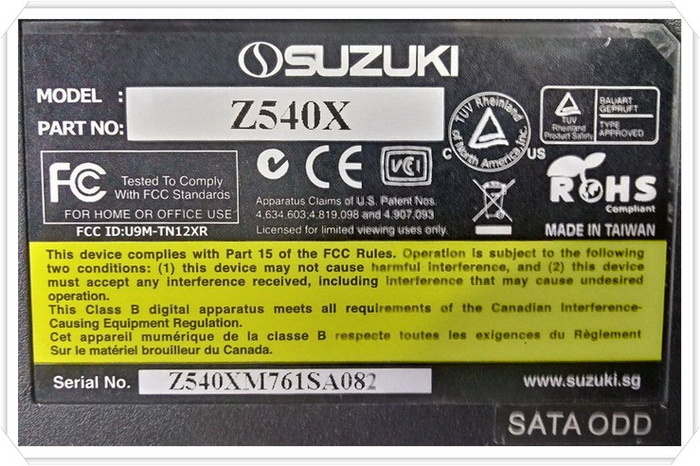 SUZUKI
MODEL :
PART NO:
Z540X
TUV Rheinland
of North America, Inc.
C US
TUV
Rheinland
Product Safety
BAUART
GEPRÜFT
TYPE
APPROVED
FC
Tested To Comply
With FCC Standards
FOR HOME OR OFFICE USE
FCC ID:U9M-TN12XR
CE
VCCI
Apparatus Claims of U.S. Patent Nos.
4,634,603;4,819,098 and 4,907,093
Licensed for limited viewing uses only.
RoHS
Compliant
MADE IN TAIWAN
This device complies with Part 15 of the FCC Rules. Operation is subject to the following
two conditions: (1) this device may not cause harmful interference, and (2) this device
must accept any interference received, including interference that may cause undesired
operation.
This Class B digital apparatus meets all requirements of the Canadian Interference-
Causing Equipment Regulation.
Cet appareil mumérique de la classe B respecte toutes les exigences du Règlement
Sur le matériel brouilleur du Canada.
Serial No.
Z540XM761SA082
www.suzuki.sg
SATA ODD